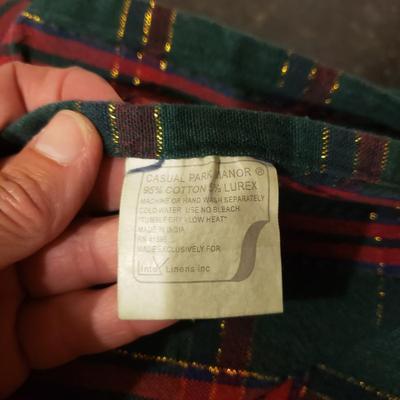 CASUAL PARK MANOR ®
95% COTTON 5% LUREX
MACHINE OR HAND WASH SEPARATELY
COLD WATER USE NO BLEACH.
"TUMBLE DRY LOW HEAT"
MADE IN INDIA
RN
MADE EXCLUSIVELY FOR
Linens inc